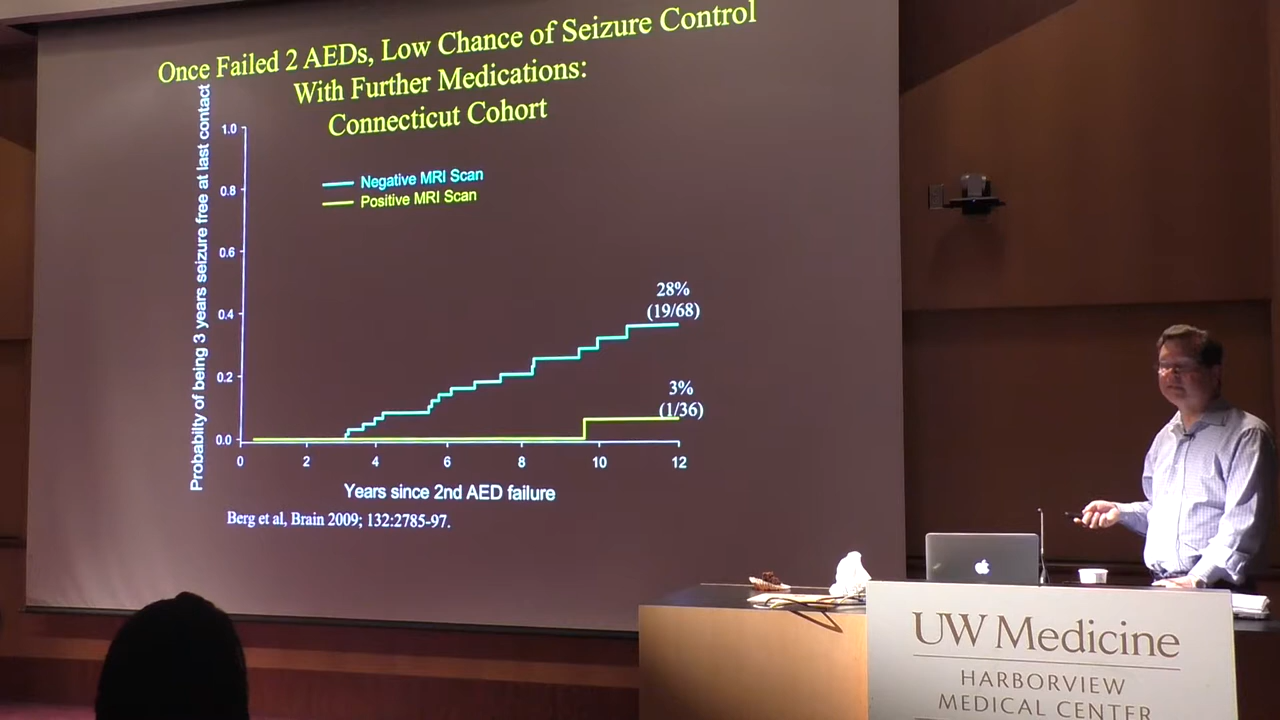 Once Failed 2 AEDs, Low Chance of Seizure Control
With Further Medications:
Connecticut Cohort
Probabilty of being 3 years seizure free at last contact
1.0
0.8
0.6
0.4
0.2
0.0
Negative MRI Scan
Positive MRI Scan
28%
(19/68)
3%
(1/36)
0 2 4 6 8 10 12
Years since 2nd AED failure
Berg et al, Brain 2009; 132:2785-97.
UW Medicine
HARBORVIEW
MEDICAL CENTER